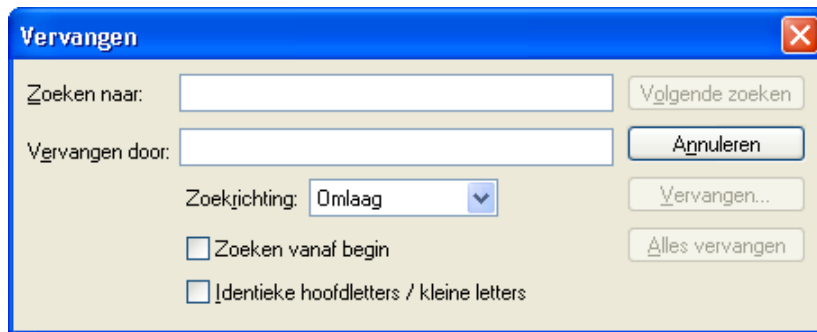 Vervangen
Zoeken naar:
Volgende zoeken
Vervangen door:
Annuleren
Zoekrichting: Omlaag
Vervangen...
Zoeken vanaf begin
Alles vervangen
Identieke hoofdletters / kleine letters